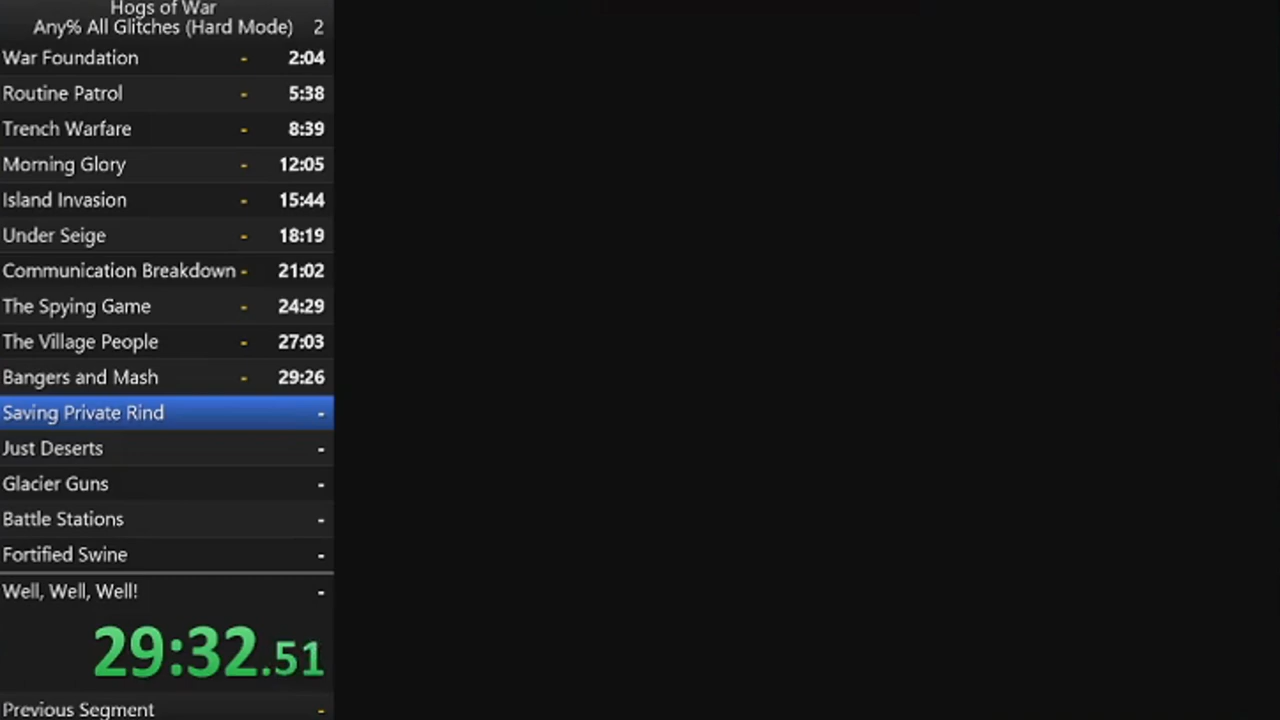 Hogs of War
Any% All Glitches (Hard Mode) 2
War Foundation - 2:04
Routine Patrol - 5:38
Trench Warfare - 8:39
Morning Glory - 12:05
Island Invasion - 15:44
Under Seige - 18:19
Communication Breakdown - 21:02
The Spying Game - 24:29
The Village People - 27:03
Bangers and Mash - 29:26
Saving Private Rind -
Just Deserts -
Glacier Guns -
Battle Stations -
Fortified Swine -
Well, Well, Well! -
29:32.51
Previous Segment -